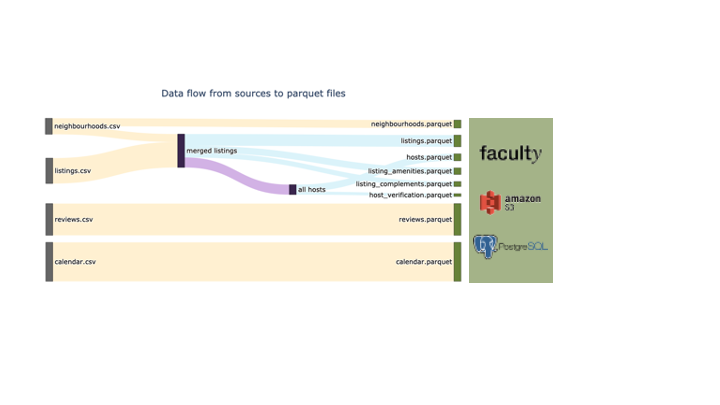 Data flow from sources to parquet files
neighbourhoods.csv
neighbourhoods.parquet
listings.parquet
merged listings
hosts.parquet
listings.csv
listing_amenities.parquet
listing_complements.parquet
all hosts
host_verification.parquet
reviews.csv
reviews.parquet
calendar.csv
calendar.parquet
faculty
amazon
S3
PostgreSQL